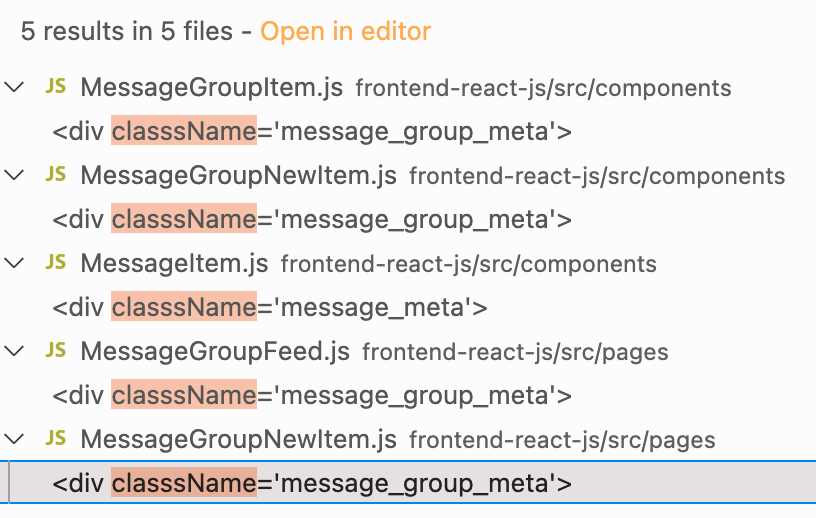 5 results in 5 files - Open in editor
JS MessageGroupItem.js frontend-react-js/src/components
<div classsName='message_group_meta'>
JS MessageGroupNewItem.js frontend-react-js/src/components
<div classsName='message_group_meta'>
JS MessageItem.js frontend-react-js/src/components
<div classsName='message_meta'>
JS MessageGroupFeed.js frontend-react-js/src/pages
<div classsName='message_group_meta'>
JS MessageGroupNewItem.js frontend-react-js/src/pages
<div classsName='message_group_meta'>